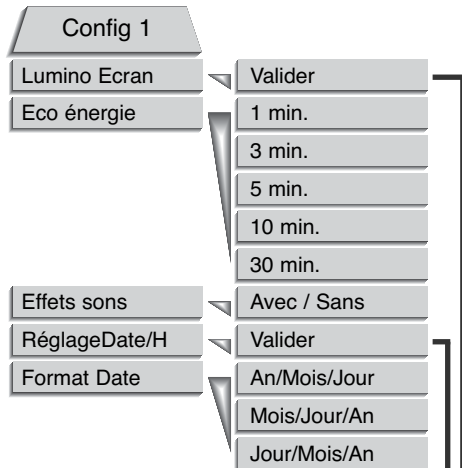 Config 1
Lumino Ecran Valider
Eco énergie 1 min.
3 min.
5 min.
10 min.
30 min.
Effets sons Avec / Sans
RéglageDate/H Valider
Format Date An/Mois/Jour
Mois/Jour/An
Jour/Mois/An